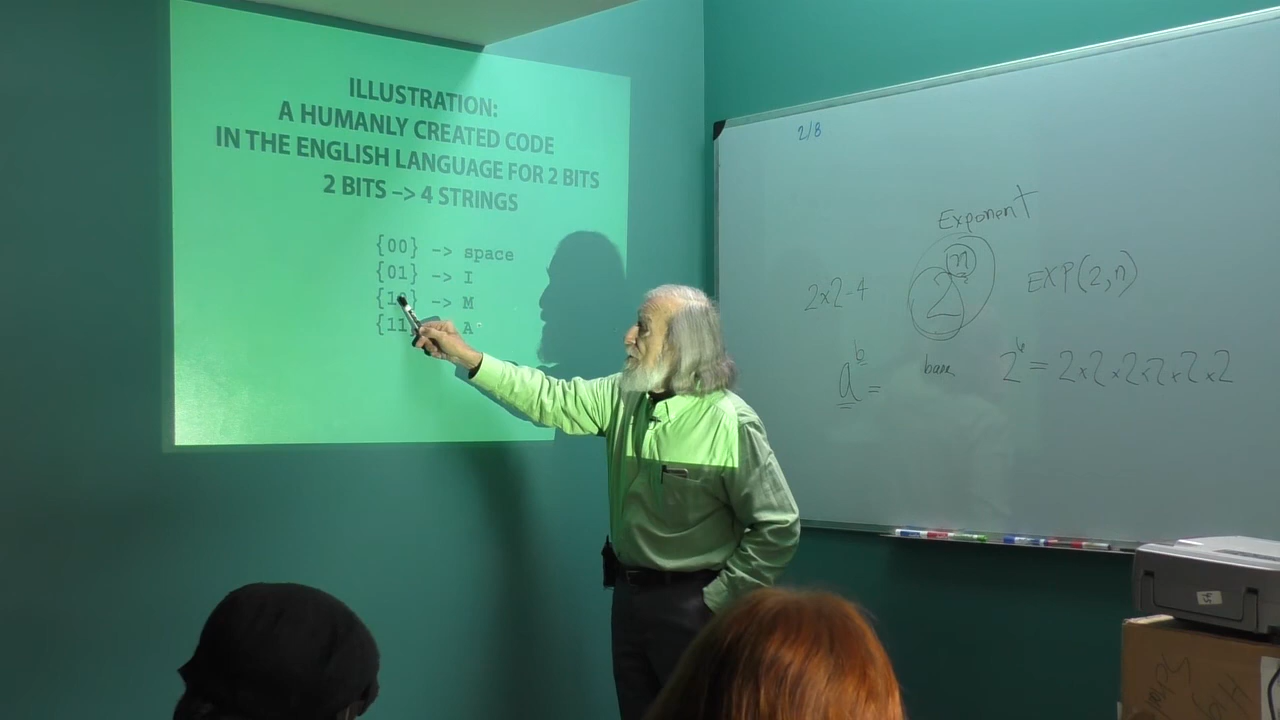 ILLUSTRATION:
A HUMANLY CREATED CODE
IN THE ENGLISH LANGUAGE FOR 2 BITS
2 BITS –> 4 STRINGS
{00} -> space
{01} -> I
{10} -> M
{11} A
2/8
Exponent
2x2-4
2 n
EXP(2,n)
a b =
base
2 6 = 2x2x2x2x2x2